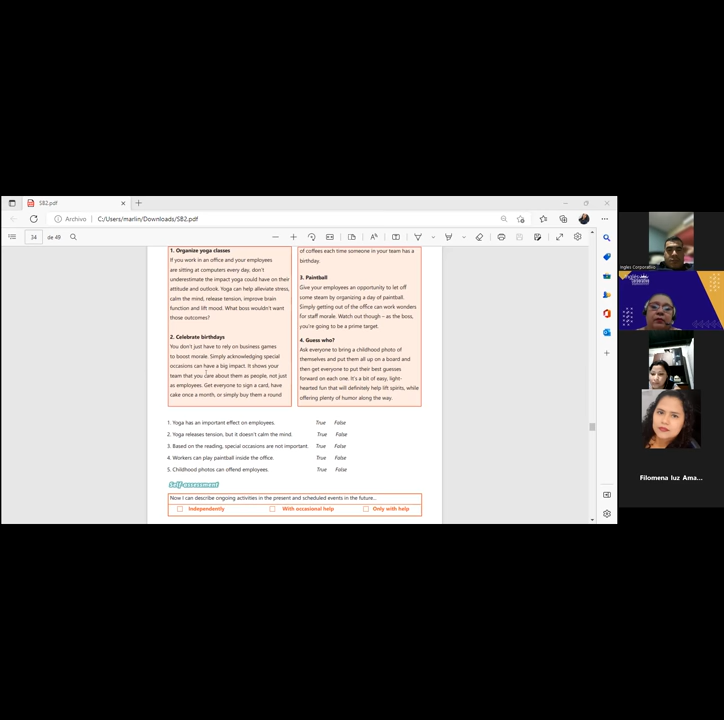 SB2.pdf
Archivo
C:/Users/marlin/Downloads/SB2.pdf
34
de 49
1. Organize yoga classes
If you work in an office and your employees
are sitting at computers every day, don't
underestimate the impact yoga could have on their
attitude and outlook. Yoga can help alleviate stress,
calm the mind, release tension, improve brain
function and lift mood. What boss wouldn't want
those outcomes?
2. Celebrate birthdays
You don't just have to rely on business games
to boost morale. Simply acknowledging special
occasions can have a big impact. It shows your
team that you care about them as people, not just
as employees. Get everyone to sign a card, have
cake once a month, or simply buy them a round
of coffees each time someone in your team has a
birthday.
3. Paintball
Give your employees an opportunity to let off
some steam by organizing a day of paintball.
Simply getting out of the office can work wonders
for staff morale. Watch out though – as the boss,
you're going to be a prime target.
4. Guess who?
Ask everyone to bring a childhood photo of
themselves and put them all up on a board and
then get everyone to put their best guesses
forward on each one. It's a bit of easy, light-
hearted fun that will definitely help lift spirits, while
offering plenty of humor along the way.
1. Yoga has an important effect on employees. True False
2. Yoga releases tension, but it doesn't calm the mind. True False
3. Based on the reading, special occasions are not important. True False
4. Workers can play paintball inside the office. True False
5. Childhood photos can offend employees. True False
Self-assessment
Now I can describe ongoing activities in the present and scheduled events in the future...
Independently With occasional help Only with help
Ingles Corporativo
Filomena luz Ama...